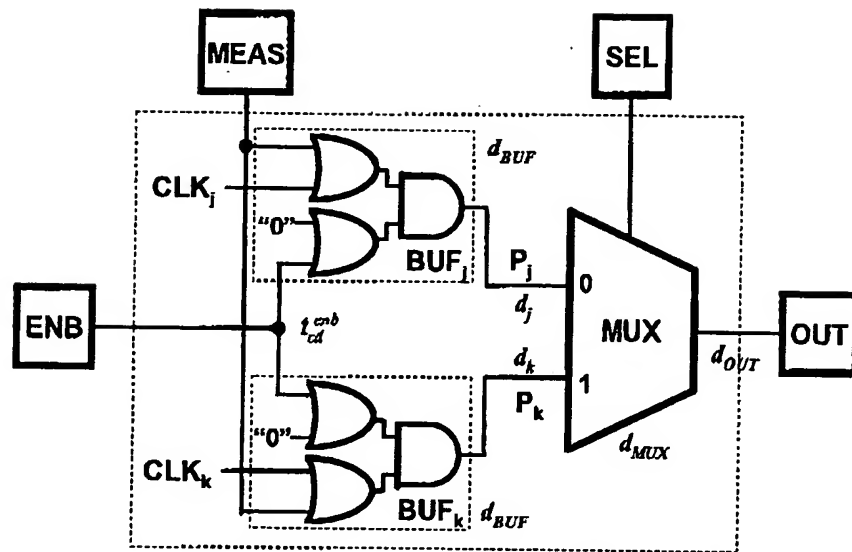 MEAS
SEL
d_BUF
CLK_j
"0"
BUF_j
P_j
0
d_j
ENB
t_cd^enb
MUX
OUT
d_OUT
d_k
1
P_k
"0"
d_MUX
CLK_k
BUF_k
d_BUF